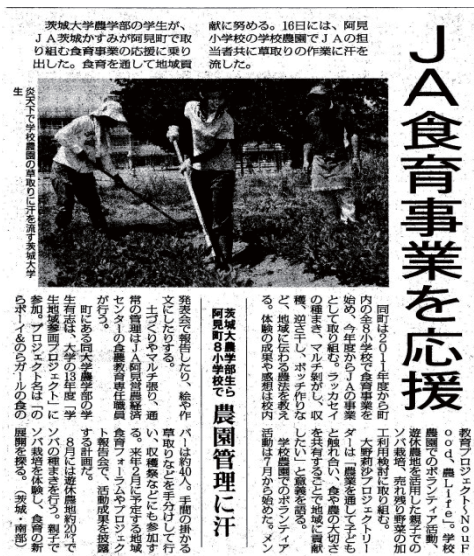 ＪＡ食育事業を応援
茨城大学農学部の学生が、
ＪＡ茨城かすみが阿見町で取
り組む食育事業の応援に乗り
出した。食育を通して地域貢
献に努める。16日には、阿見
小学校の学校農園でＪＡの担
当者共に草取りの作業に汗を
流した。
炎天下で学校農園の草取りに汗を流す茨城大学
生
茨城大農学部生ら
阿見町8小学校で
農園管理に汗
同町は2011年度から町
内の全8小学校で食育事業を
始め、今年度からＪＡの事業
として取り組む。ラッカセイ
の種まき、マルチ剥がし、収
穫、逆さ干し、ボッチ作りな
ど、地域に伝わる農法を教え
る。体験の成果や感想は校内
発表会で報告したり、絵や作
文にしたりする。
土づくりやマルチ張り、通
常の管理はＪＡ阿見営農経済
センターの食農教育専任職員
が行う。
町にある同大学農学部の学
生有志は、大学の13年度「学
生地域参画プロジェクト」に
参加。プロジェクト名は「の
らボーイ＆のらガールの食の
教育プロジェクト～
ｏｏｄ、農Ｌｉｆｅ」。学校
農園でのボランティア活動、
遊休農地を活用した親子での
ソバ栽培、売れ残り野菜の加
工利用検討に取り組む。
大野莉紗プロジェクトリー
ダーは「農業を通して子ども
と触れ合い、食や農の大切さ
を共有することで地域に貢献
したい」と意義を語る。
学校農園でのボランティア
活動は7月から始めた。メン
バーは約40人。手間の掛かる
草取りなどを手分けして行
い、収穫祭などにも参加す
る。来年2月に予定する地域
食育フォーラムやプロジェク
ト報告会で、活動成果を披露
する計画だ。
8月には遊休農地約20㌃で
ソバの種まきを行う。親子で
ソバ栽培を体験し、食育の新
展開を探る。（茨城・南部）